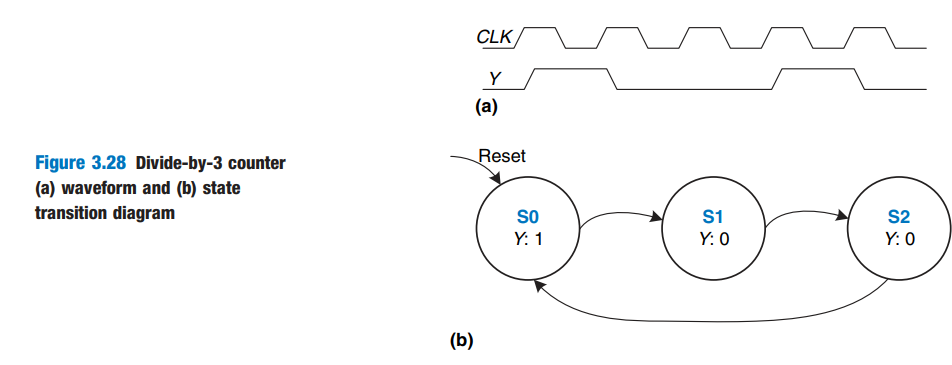 CLK
Y
(a)
Figure 3.28 Divide-by-3 counter
(a) waveform and (b) state
transition diagram
Reset
S0
Y: 1
S1
Y: 0
S2
Y: 0
(b)